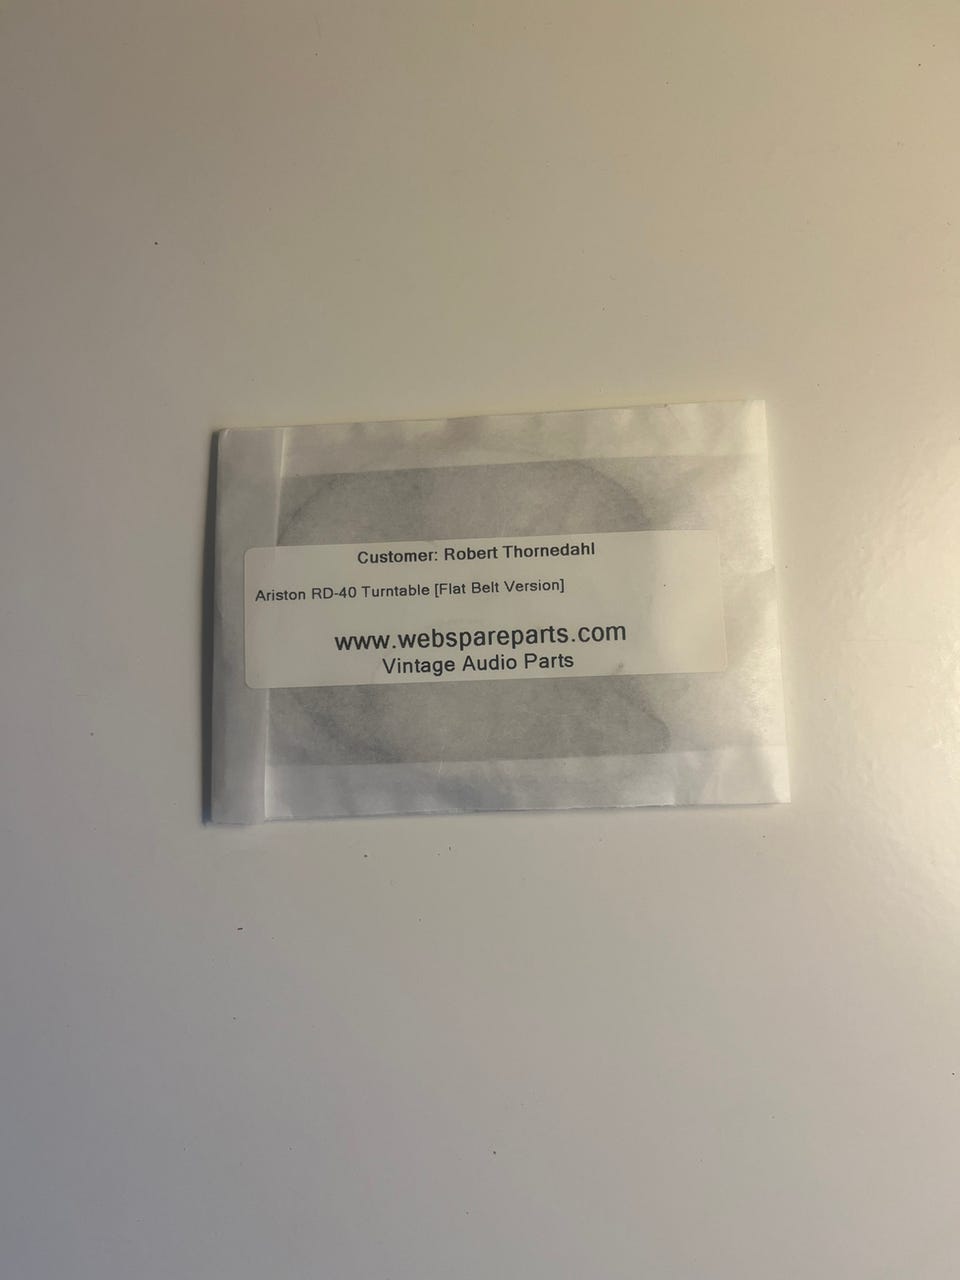 Customer: Robert Thornedahl
Ariston RD-40 Turntable [Flat Belt Version]
www.webspareparts.com
Vintage Audio Parts